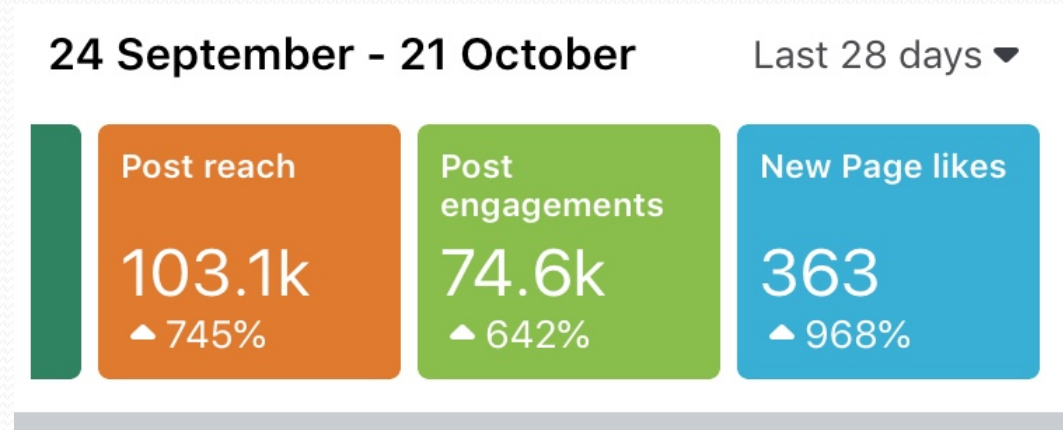 24 September - 21 October
Last 28 days
Post reach
103.1k
745%
Post
engagements
74.6k
642%
New Page likes
363
968%